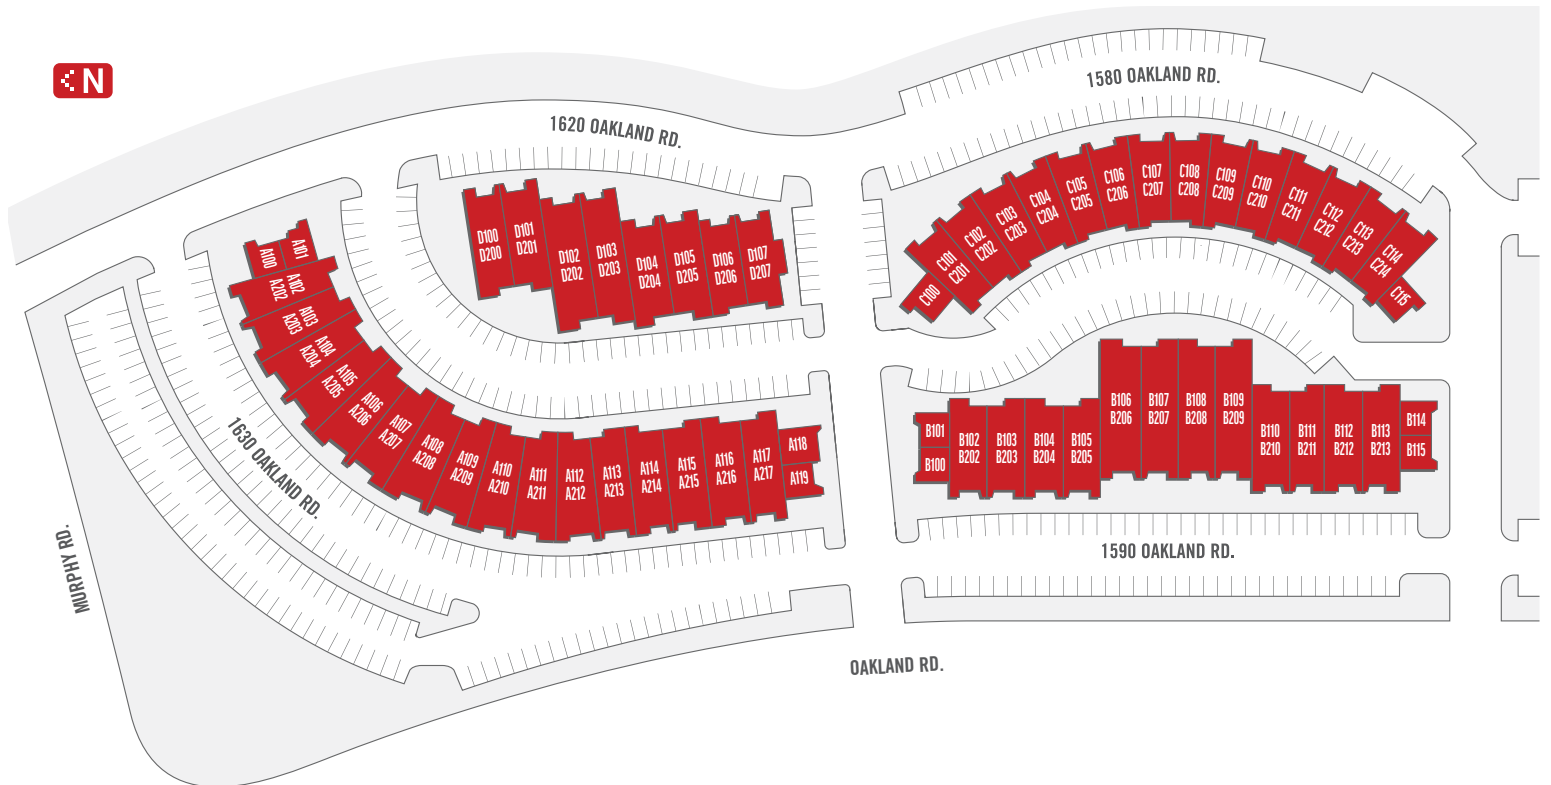 N
1620 OAKLAND RD.
1580 OAKLAND RD.
D100
D200
D101
D201
D102
D202
D103
D203
D104
D204
D105
D205
D106
D206
D107
D207
C100
C101
C201
C102
C202
C103
C203
C104
C204
C105
C205
C106
C206
C107
C207
C108
C208
C109
C209
C110
C210
C111
C211
C112
C212
C113
C213
C114
C214
C115
A100
A101
A102
A202
A103
A203
A104
A204
A105
A205
A106
A206
A107
A207
A108
A208
A109
A209
A110
A210
A111
A211
A112
A212
A113
A213
A114
A214
A115
A215
A116
A216
A117
A217
A118
A119
B101
B100
B102
B202
B103
B203
B104
B204
B105
B205
B106
B206
B107
B207
B108
B208
B109
B209
B110
B210
B111
B211
B112
B212
B113
B213
B114
B115
1630 OAKLAND RD.
1590 OAKLAND RD.
MURPHY RD.
OAKLAND RD.